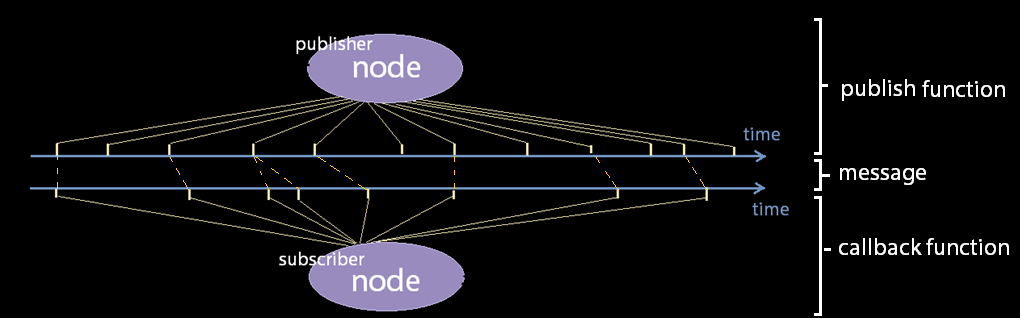 publisher
node
publish function
time
message
time
callback function
subscriber
node